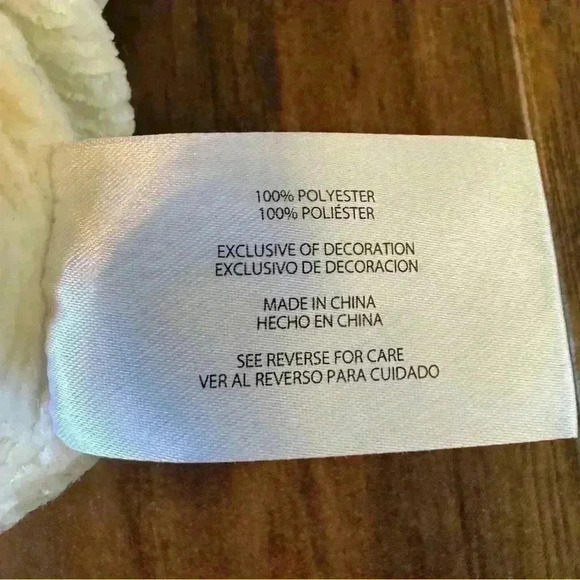 100% POLYESTER
100% POLIÉSTER
EXCLUSIVE OF DECORATION
EXCLUSIVO DE DECORACION
MADE IN CHINA
HECHO EN CHINA
SEE REVERSE FOR CARE
VER AL REVERSO PARA CUIDADO